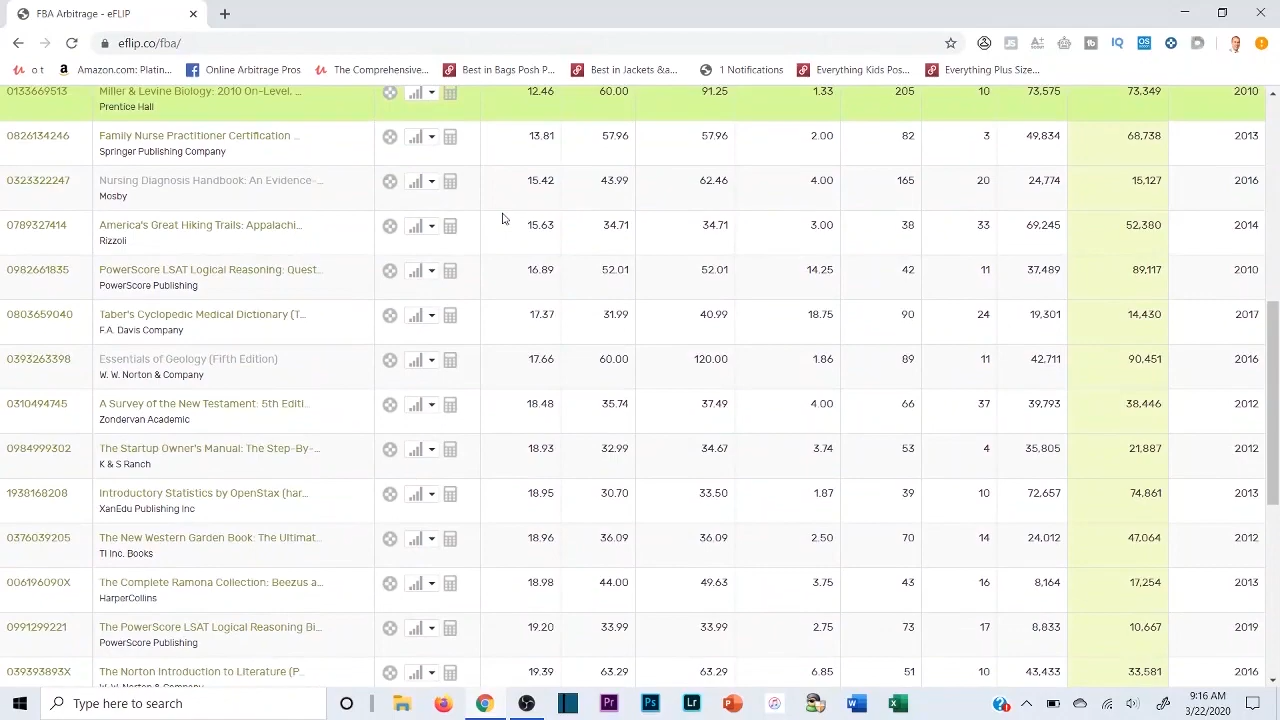 FBA Arbitrage - eFLIP
eflip.co/fba/
o t
Amazon.com: Platin...
Online Arbitrage Pros
The Comprehensive...
Best in Bags Posh P...
Best in Jackets &a...
1 Notifications
Everything Kids Pos...
Everything Plus Size...
0133669513 Miller & Levine Biology: 2010 On-Level, ... 12.46 60.00 91.25 1.33 205 10 73,575 73,349 2010
Prentice Hall
0826134246 Family Nurse Practitioner Certification ... 13.81 57.96 57.96 2.00 82 3 49,834 68,738 2013
Springer Publishing Company
0323322247 Nursing Diagnosis Handbook: An Evidence-... 15.42 43.99 62.46 .00 165 20 24,774 15,127 2016
Mosby
0789327414 America's Great Hiking Trails: Appalachi... 15.63 34.71 34.71 3.00 38 33 69,245 52,380 2014
Rizzoli
0982661835 PowerScore LSAT Logical Reasoning: Quest... 16.89 52.01 52.01 14.25 42 11 37,489 89,117 2010
PowerScore Publishing
0803659040 Taber's Cyclopedic Medical Dictionary (T... 17.37 31.99 40.99 18.75 90 24 19,301 14,430 2017
F.A. Davis Company
0393263398 Essentials of Geology (Fifth Edition) 17.66 60.00 120.00 1.86 89 11 42,711 90,451 2016
W. W. Norton & Company
0310494745 A Survey of the New Testament: 5th Editi... 18.48 35.74 37.49 4.00 66 37 39,793 38,446 2012
Zondervan Academic
0984999302 The Startup Owner's Manual: The Step-By-... 18.93 32.99 34.67 3.74 53 4 35,805 21,887 2012
K & S Ranch
1938168208 Introductory Statistics by OpenStax (har... 18.95 30.70 33.50 1.87 39 10 72,657 74,861 2013
XanEdu Publishing Inc
0376039205 The New Western Garden Book: The Ultimat... 18.96 36.09 36.09 2.50 70 14 24,012 47,064 2012
TI Inc. Books
006196090X The Complete Ramona Collection: Beezus a... 18.98 44.00 49.63 3.75 43 16 8,164 17,254 2013
HarperCollins
0991299221 The PowerScore LSAT Logical Reasoning Bi... 19.20 33.99 33.99 2.75 73 17 8,833 10,667 2019
PowerScore Publishing
039393893X The Norton Introduction to Literature (P... 19.39 63.29 63.29 6.85 51 10 43,433 33,581 2016
W. W. Norton & Company
Type here to search
9:16 AM
3/22/2020